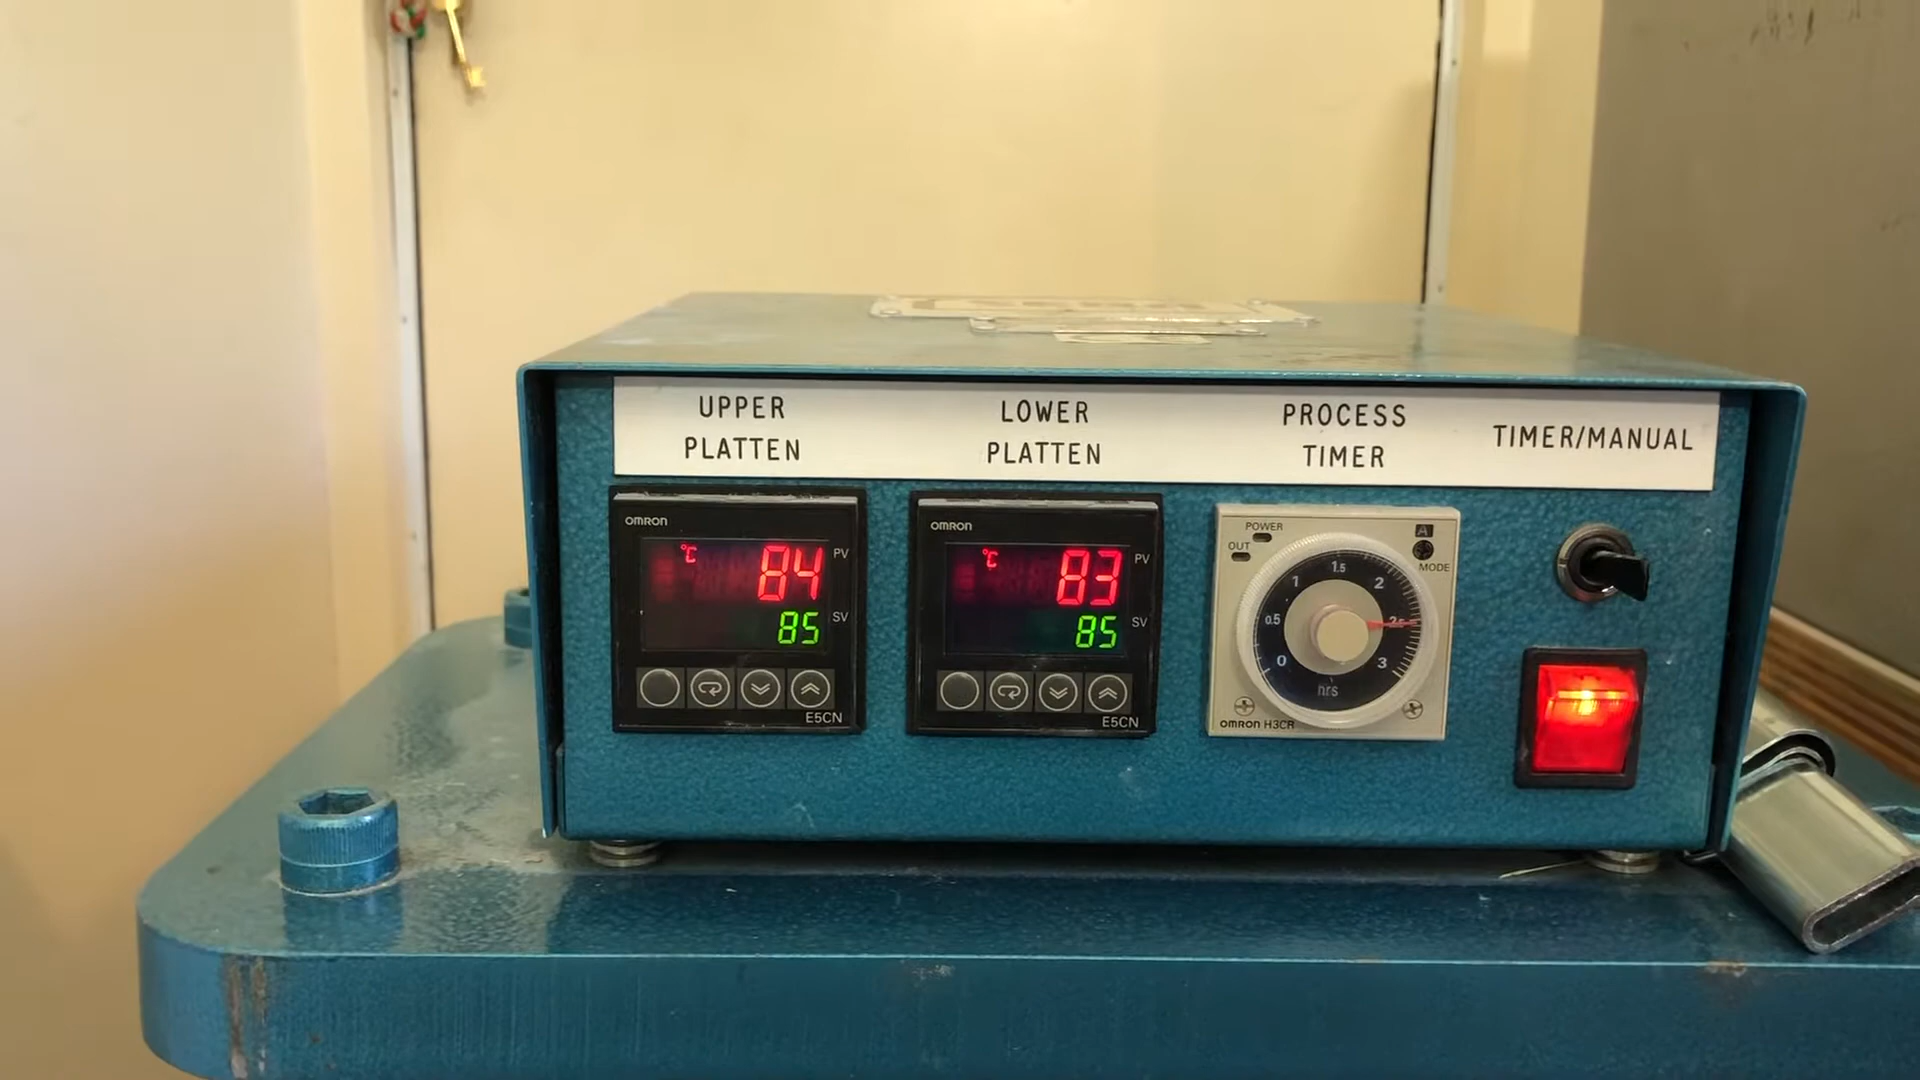 UPPER
PLATTEN
LOWER
PLATTEN
PROCESS
TIMER
TIMER/MANUAL
OMRON
°C 84 PV
85 SV
E5CN
OMRON
°C 83 PV
85 SV
E5CN
POWER
OUT
A
MODE
0 0.5 1 1.5 2 2.5 3
hrs
OMRON H3CR